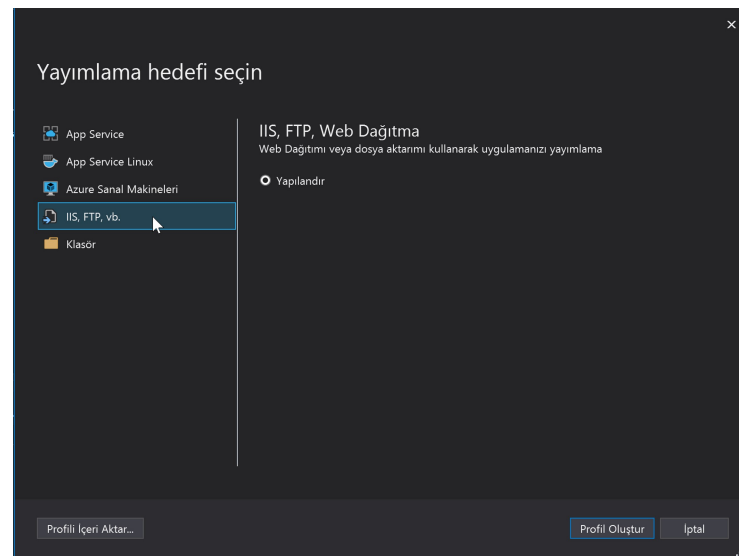 Yayımlama hedefi seçin
App Service
App Service Linux
Azure Sanal Makineleri
IIS, FTP, vb.
Klasör
IIS, FTP, Web Dağıtma
Web Dağıtımı veya dosya aktarımı kullanarak uygulamanızı yayımlama
Yapılandır
Profili İçeri Aktar...
Profil Oluştur
İptal